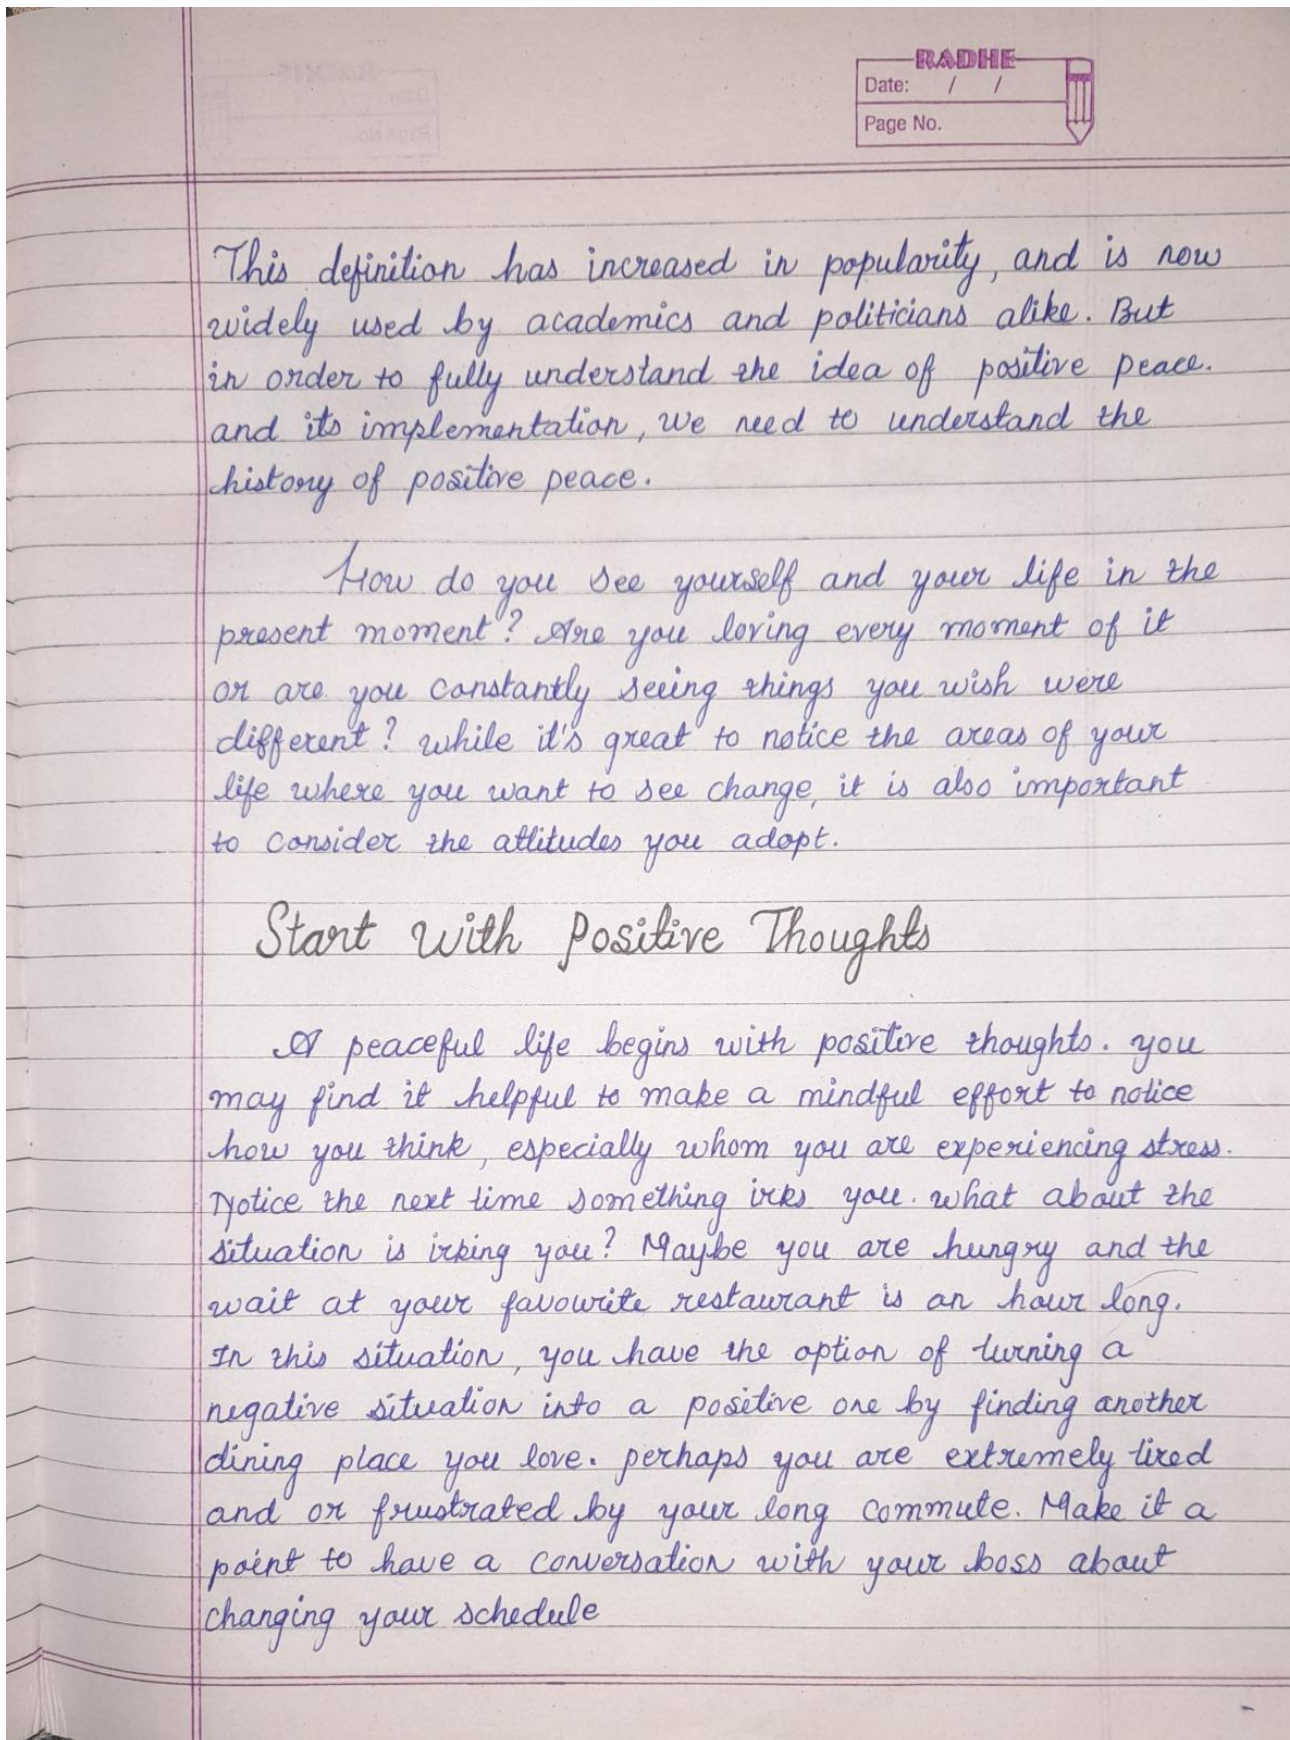 RADHE
Date: / /
Page No.
This definition has increased in popularity, and is now
widely used by academics and politicians alike. But
in order to fully understand the idea of positive peace.
and its implementation, we need to understand the
history of positive peace.
How do you see yourself and your life in the
present moment? Are you loving every moment of it
or are you constantly seeing things you wish were
different? while it's great to notice the areas of your
life where you want to see change, it is also important
to consider the attitudes you adopt.
Start with Positive Thoughts
A peaceful life begins with positive thoughts. you
may find it helpful to make a mindful effort to notice
how you think, especially whom you are experiencing stress.
Notice the next time something irks you. what about the
situation is irking you? Maybe you are hungry and the
wait at your favourite restaurant is an hour long.
In this situation, you have the option of turning a
negative situation into a positive one by finding another
dining place you love. perhaps you are extremely tired
and or frustrated by your long commute. Make it a
point to have a conversation with your boss about
changing your schedule